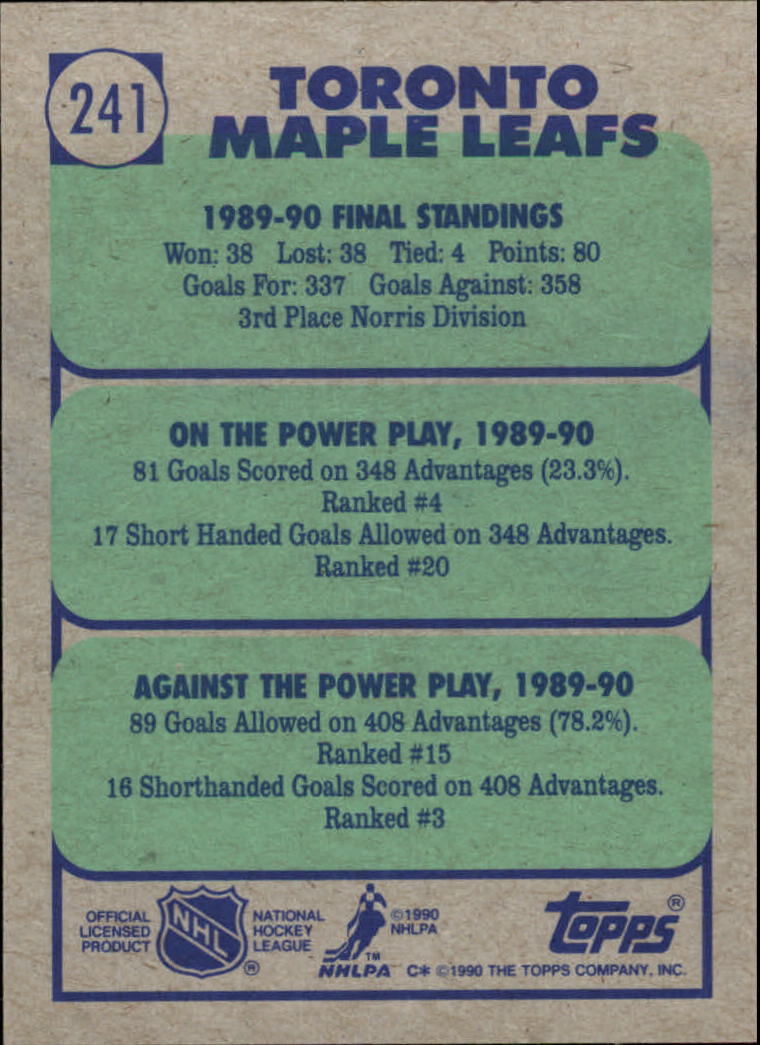 241
TORONTO
MAPLE LEAFS
1989-90 FINAL STANDINGS
Won: 38 Lost: 38 Tied: 4 Points: 80
Goals For: 337 Goals Against: 358
3rd Place Norris Division
ON THE POWER PLAY, 1989-90
81 Goals Scored on 348 Advantages (23.3%).
Ranked #4
17 Short Handed Goals Allowed on 348 Advantages.
Ranked #20
AGAINST THE POWER PLAY, 1989-90
89 Goals Allowed on 408 Advantages (78.2%).
Ranked #15
16 Shorthanded Goals Scored on 408 Advantages.
Ranked #3
OFFICIAL
LICENSED
PRODUCT
NHL
®
NATIONAL
HOCKEY
LEAGUE
TM
NHLPA
©1990
NHLPA
Topps®
C* ©1990 THE TOPPS COMPANY, INC.